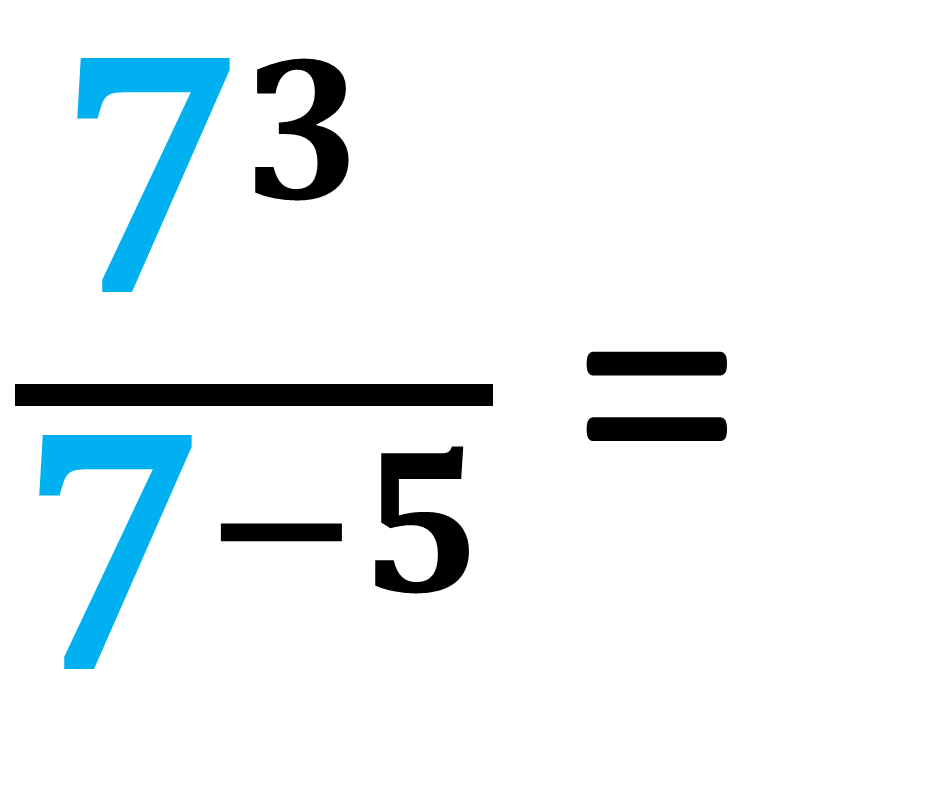 7³
7⁻⁵ =